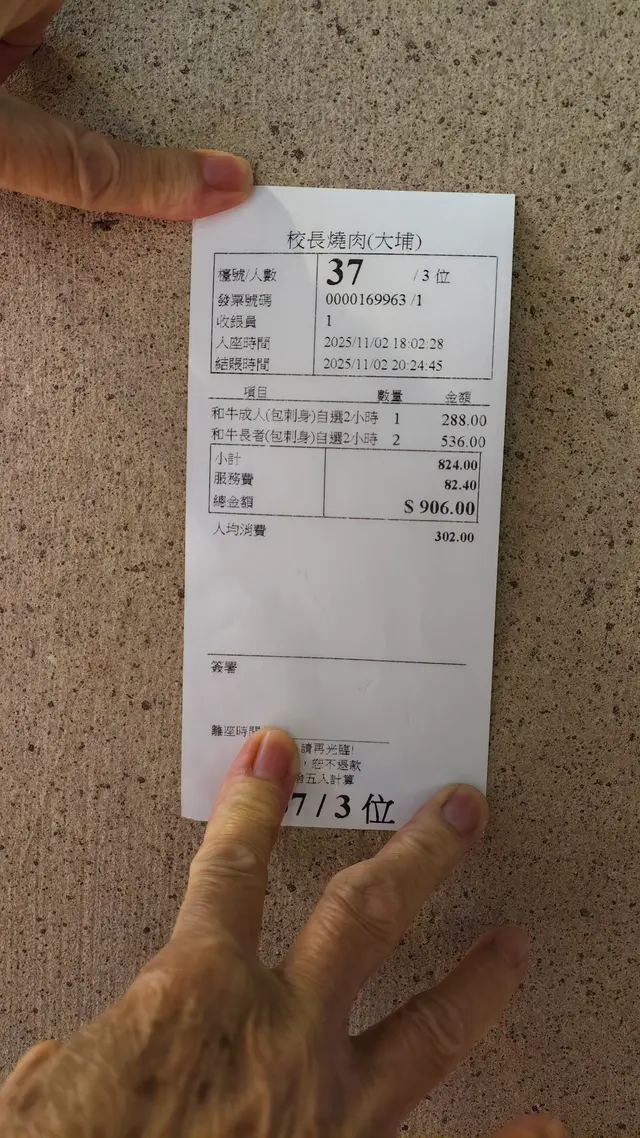 校長燒肉(大埔)
檯號/人數 37 /3 位
發票號碼 0000169963 /1
收銀員 1
入座時間 2025/11/02 18:02:28
結賬時間 2025/11/02 20:24:45
項目 數量 金額
和牛成人(包刺身)自選2小時 1 288.00
和牛長者(包刺身)自選2小時 2 536.00
小計 824.00
服務費 82.40
總金額 $ 906.00
人均消費 302.00
簽署
離座時間
請再光臨!
，恕不退款
五入計算
7 / 3 位